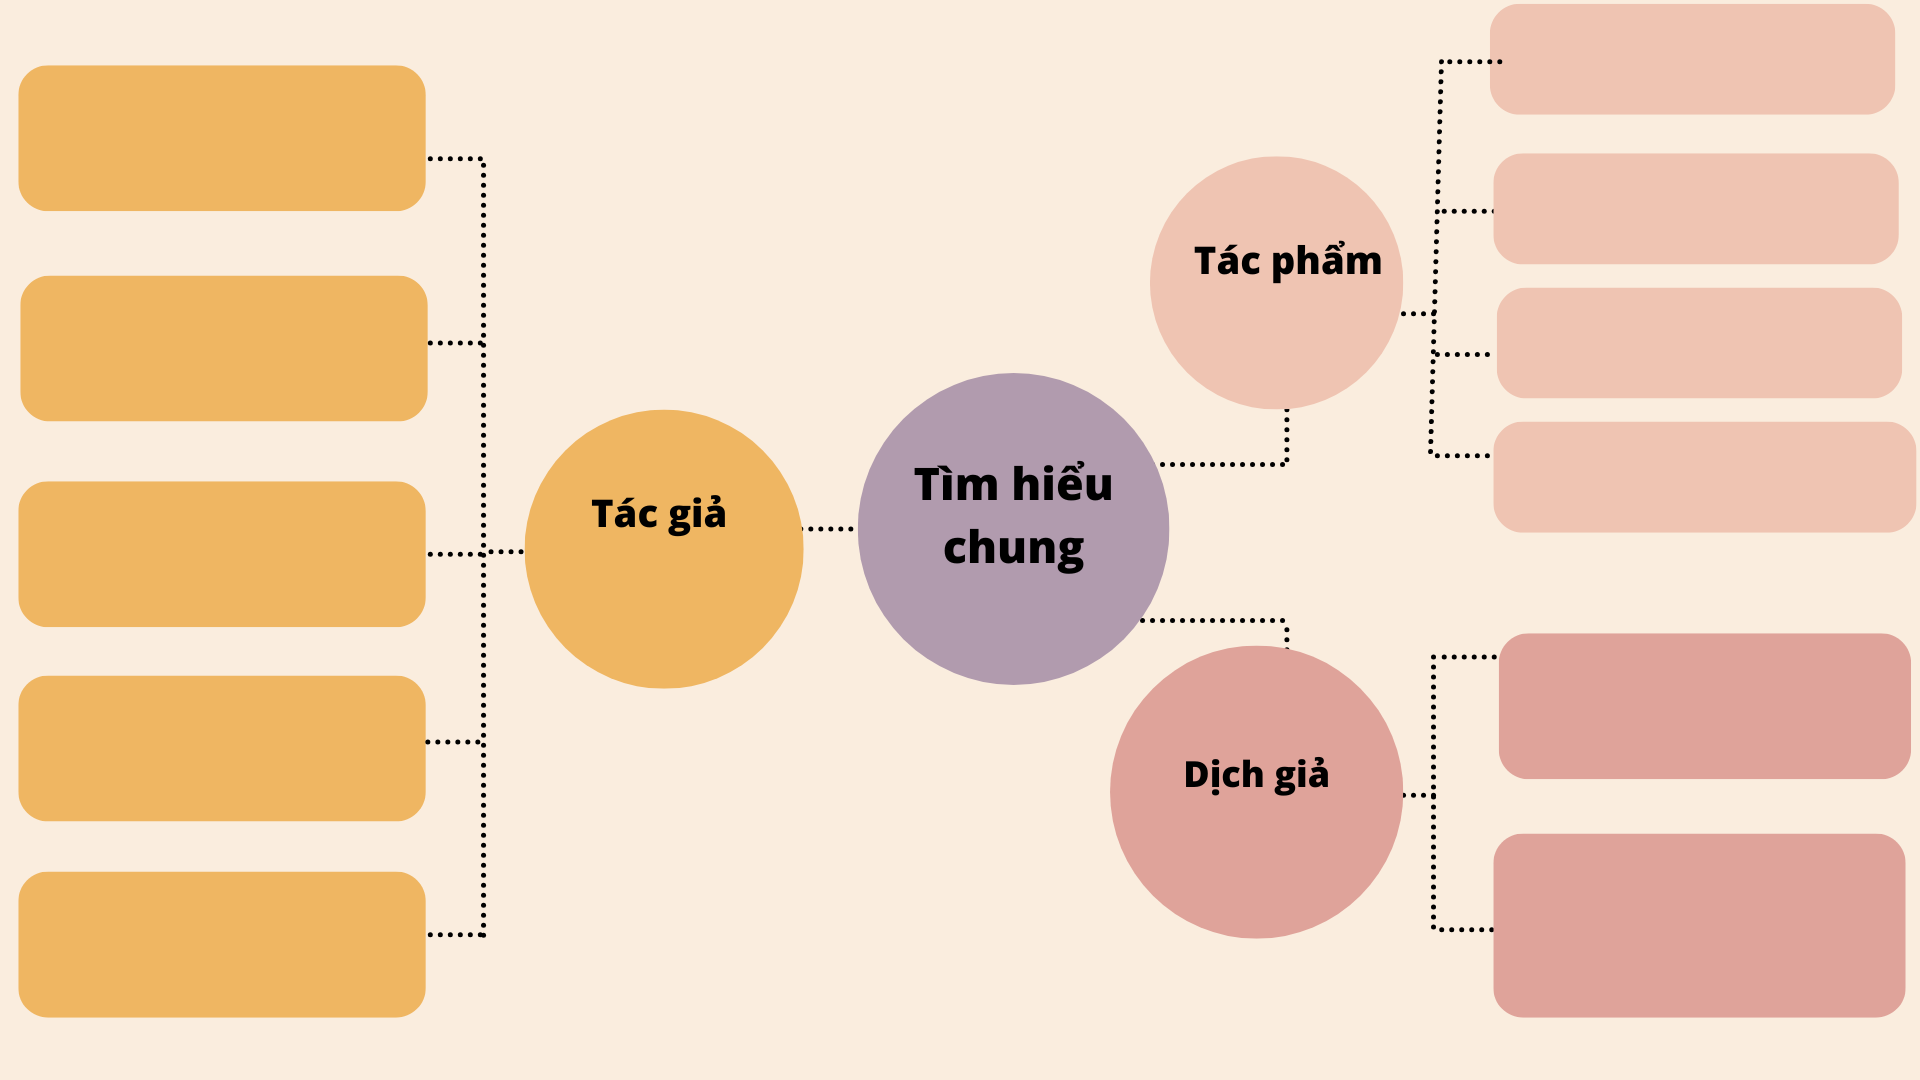 Tác phẩm
Tìm hiểu
chung
Tác giả
Dịch giả